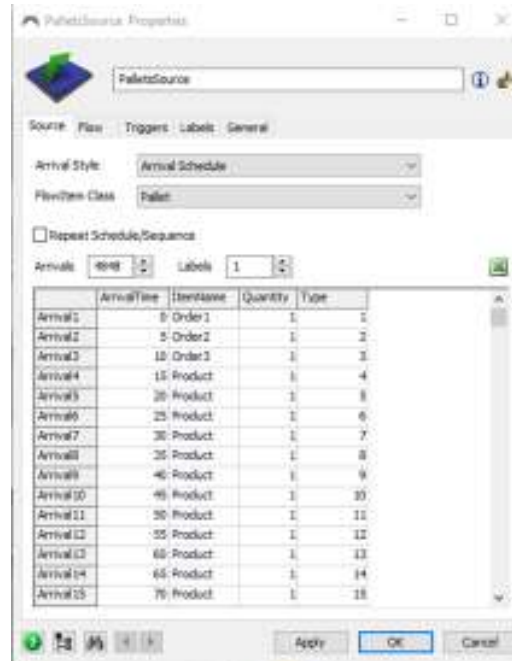 PalletsSource Properties
PalletsSource
Source Flow Triggers Labels General
Arrival Style Arrival Schedule
FlowItem Class Pallet
Repeat Schedule/Sequence
Arrivals 4848 Labels 1
ArrivalTime ItemName Quantity Type
Arrival1 0 Order1 1 1
Arrival2 5 Order2 1 2
Arrival3 10 Order3 1 3
Arrival4 15 Product 1 4
Arrival5 20 Product 1 5
Arrival6 25 Product 1 6
Arrival7 30 Product 1 7
Arrival8 35 Product 1 8
Arrival9 40 Product 1 9
Arrival10 45 Product 1 10
Arrival11 50 Product 1 11
Arrival12 55 Product 1 12
Arrival13 60 Product 1 13
Arrival14 65 Product 1 14
Arrival15 70 Product 1 15
Apply OK Cancel